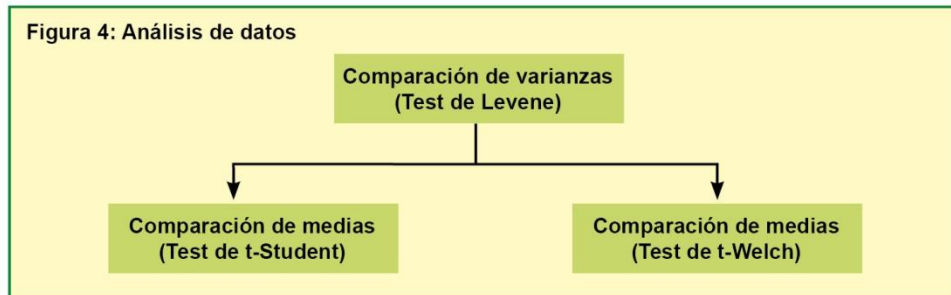 Figura 4: Análisis de datos
Comparación de varianzas
(Test de Levene)
Comparación de medias
(Test de t-Student)
Comparación de medias
(Test de t-Welch)